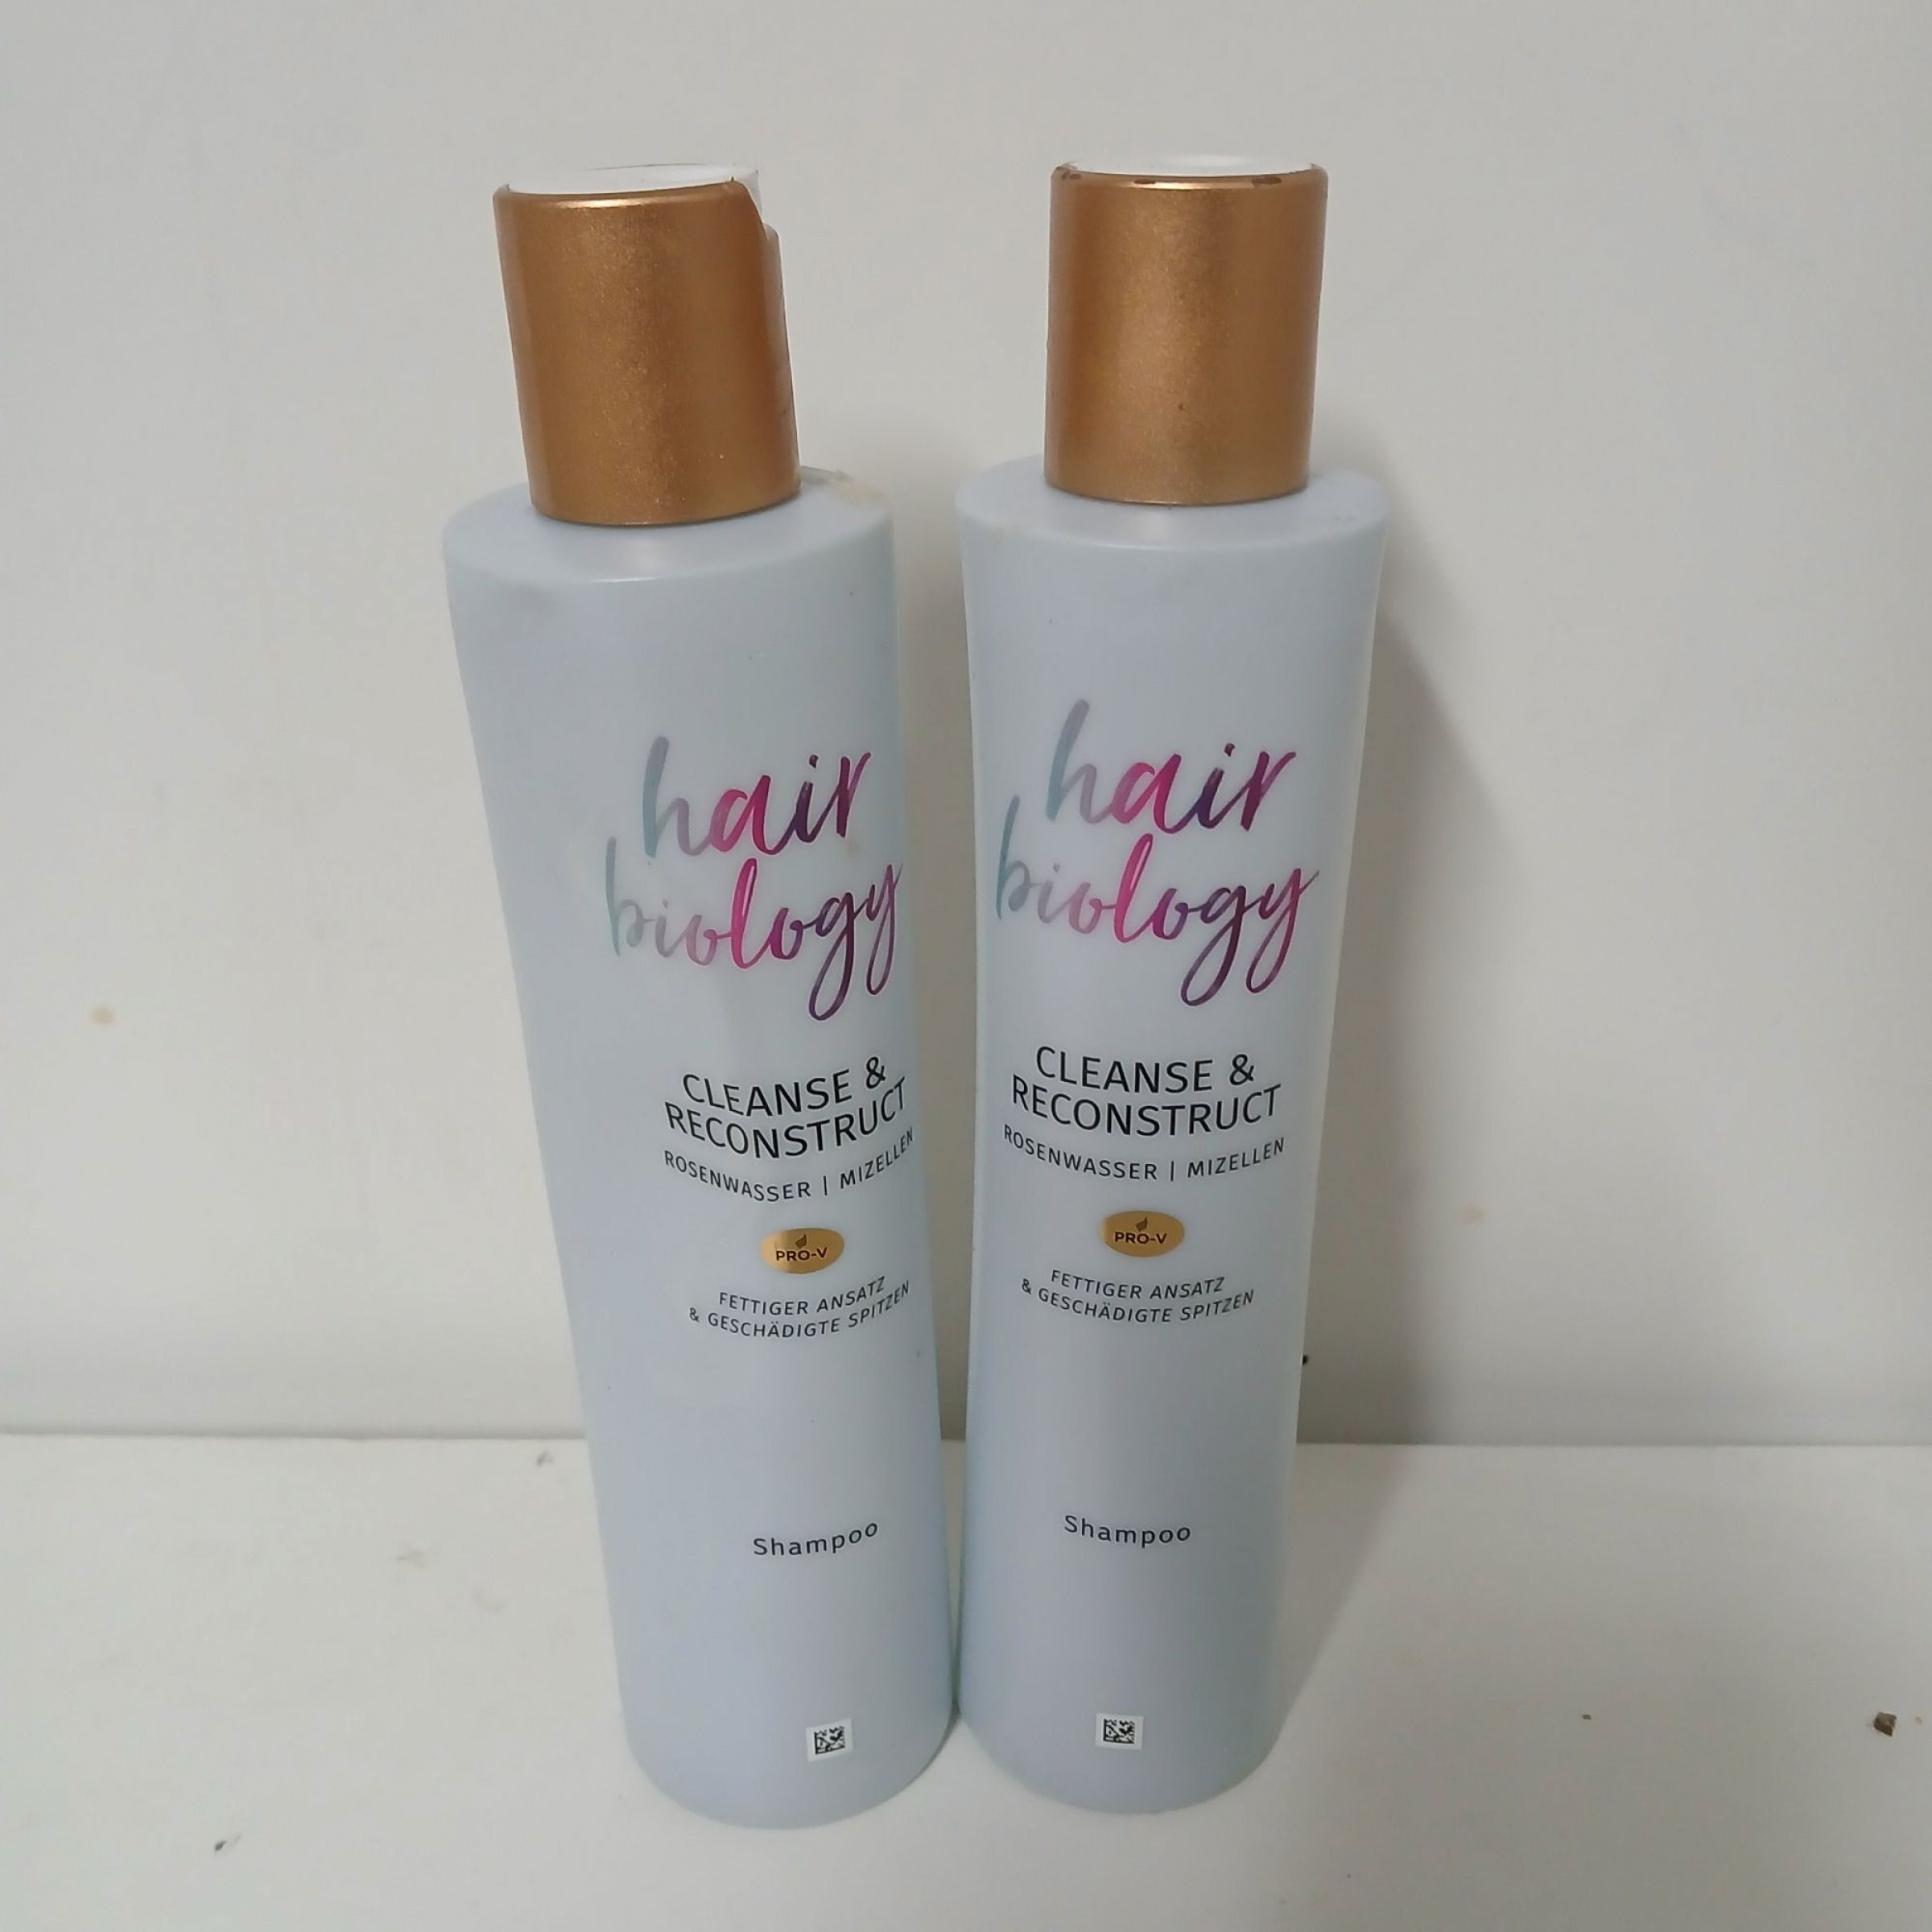 hair
biology
CLEANSE &
RECONSTRUCT
ROSENWASSER | MIZELLEN
PRO-V
FETTIGER ANSATZ
& GESCHÄDIGTE SPITZEN
Shampoo
hair
biology
CLEANSE &
RECONSTRUCT
ROSENWASSER | MIZELLEN
PRO-V
FETTIGER ANSATZ
& GESCHÄDIGTE SPITZEN
Shampoo